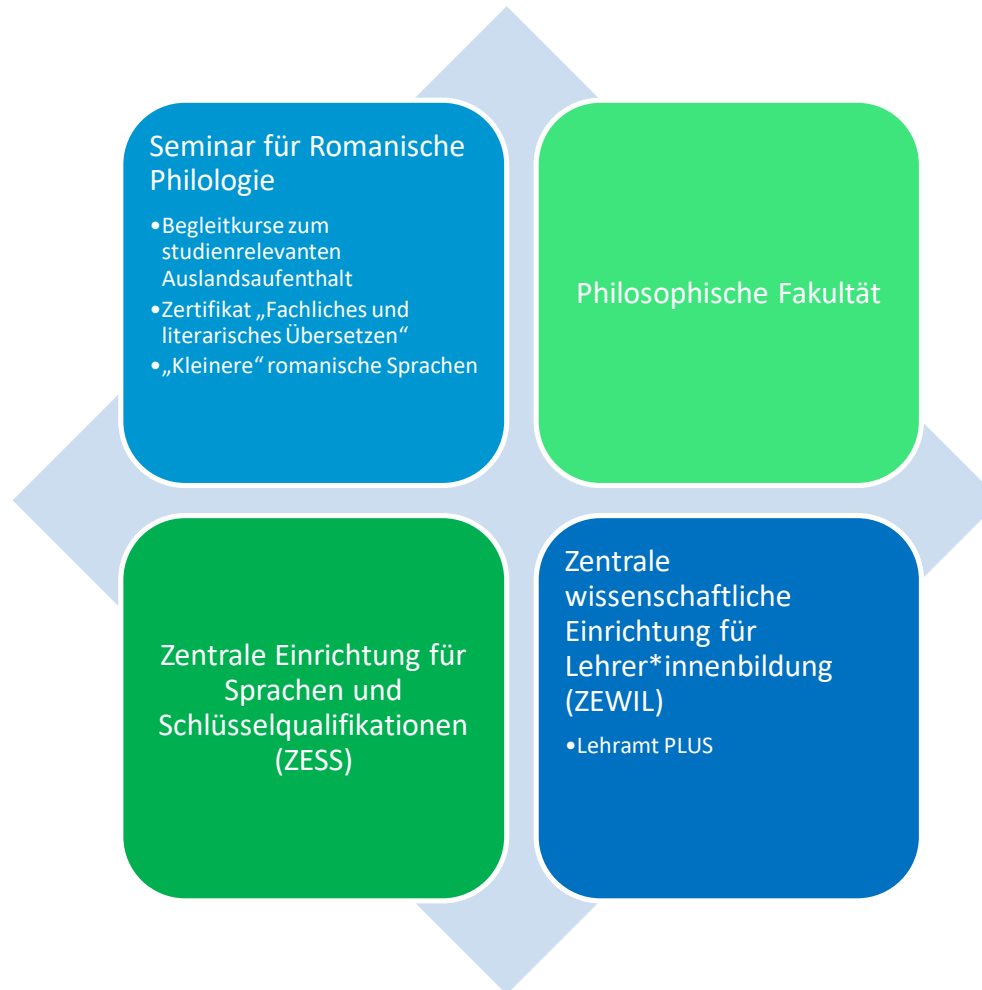 Seminar für Romanische
Philologie
•Begleitkurse zum
studienrelevanten
Auslandsaufenthalt
•Zertifikat „Fachliches und
literarisches Übersetzen“
•„Kleinere“ romanische Sprachen
Philosophische Fakultät
Zentrale Einrichtung für
Sprachen und
Schlüsselqualifikationen
(ZESS)
Zentrale
wissenschaftliche
Einrichtung für
Lehrer*innenbildung
(ZEWIL)
•Lehramt PLUS